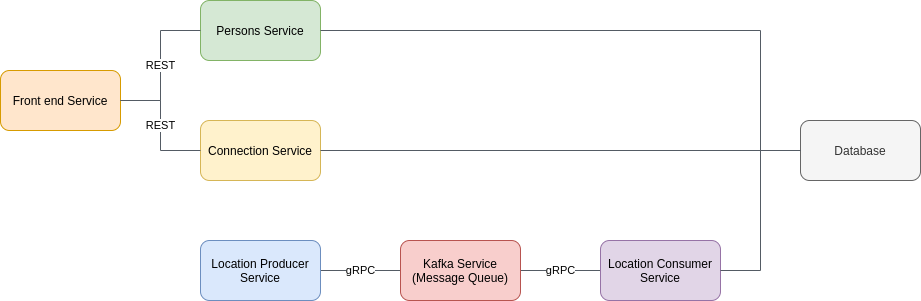 Persons Service
REST
Front end Service
REST
Connection Service
Database
Location Producer
Service
gRPC
Kafka Service
(Message Queue)
gRPC
Location Consumer
Service